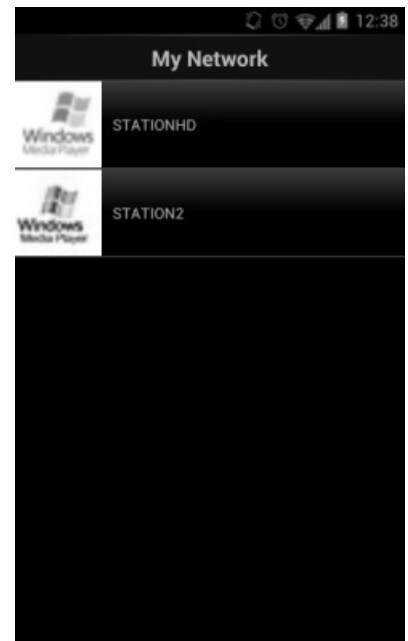 12:38
My Network
Windows
Media Player
STATIONHD
Windows
Media Player
STATION2